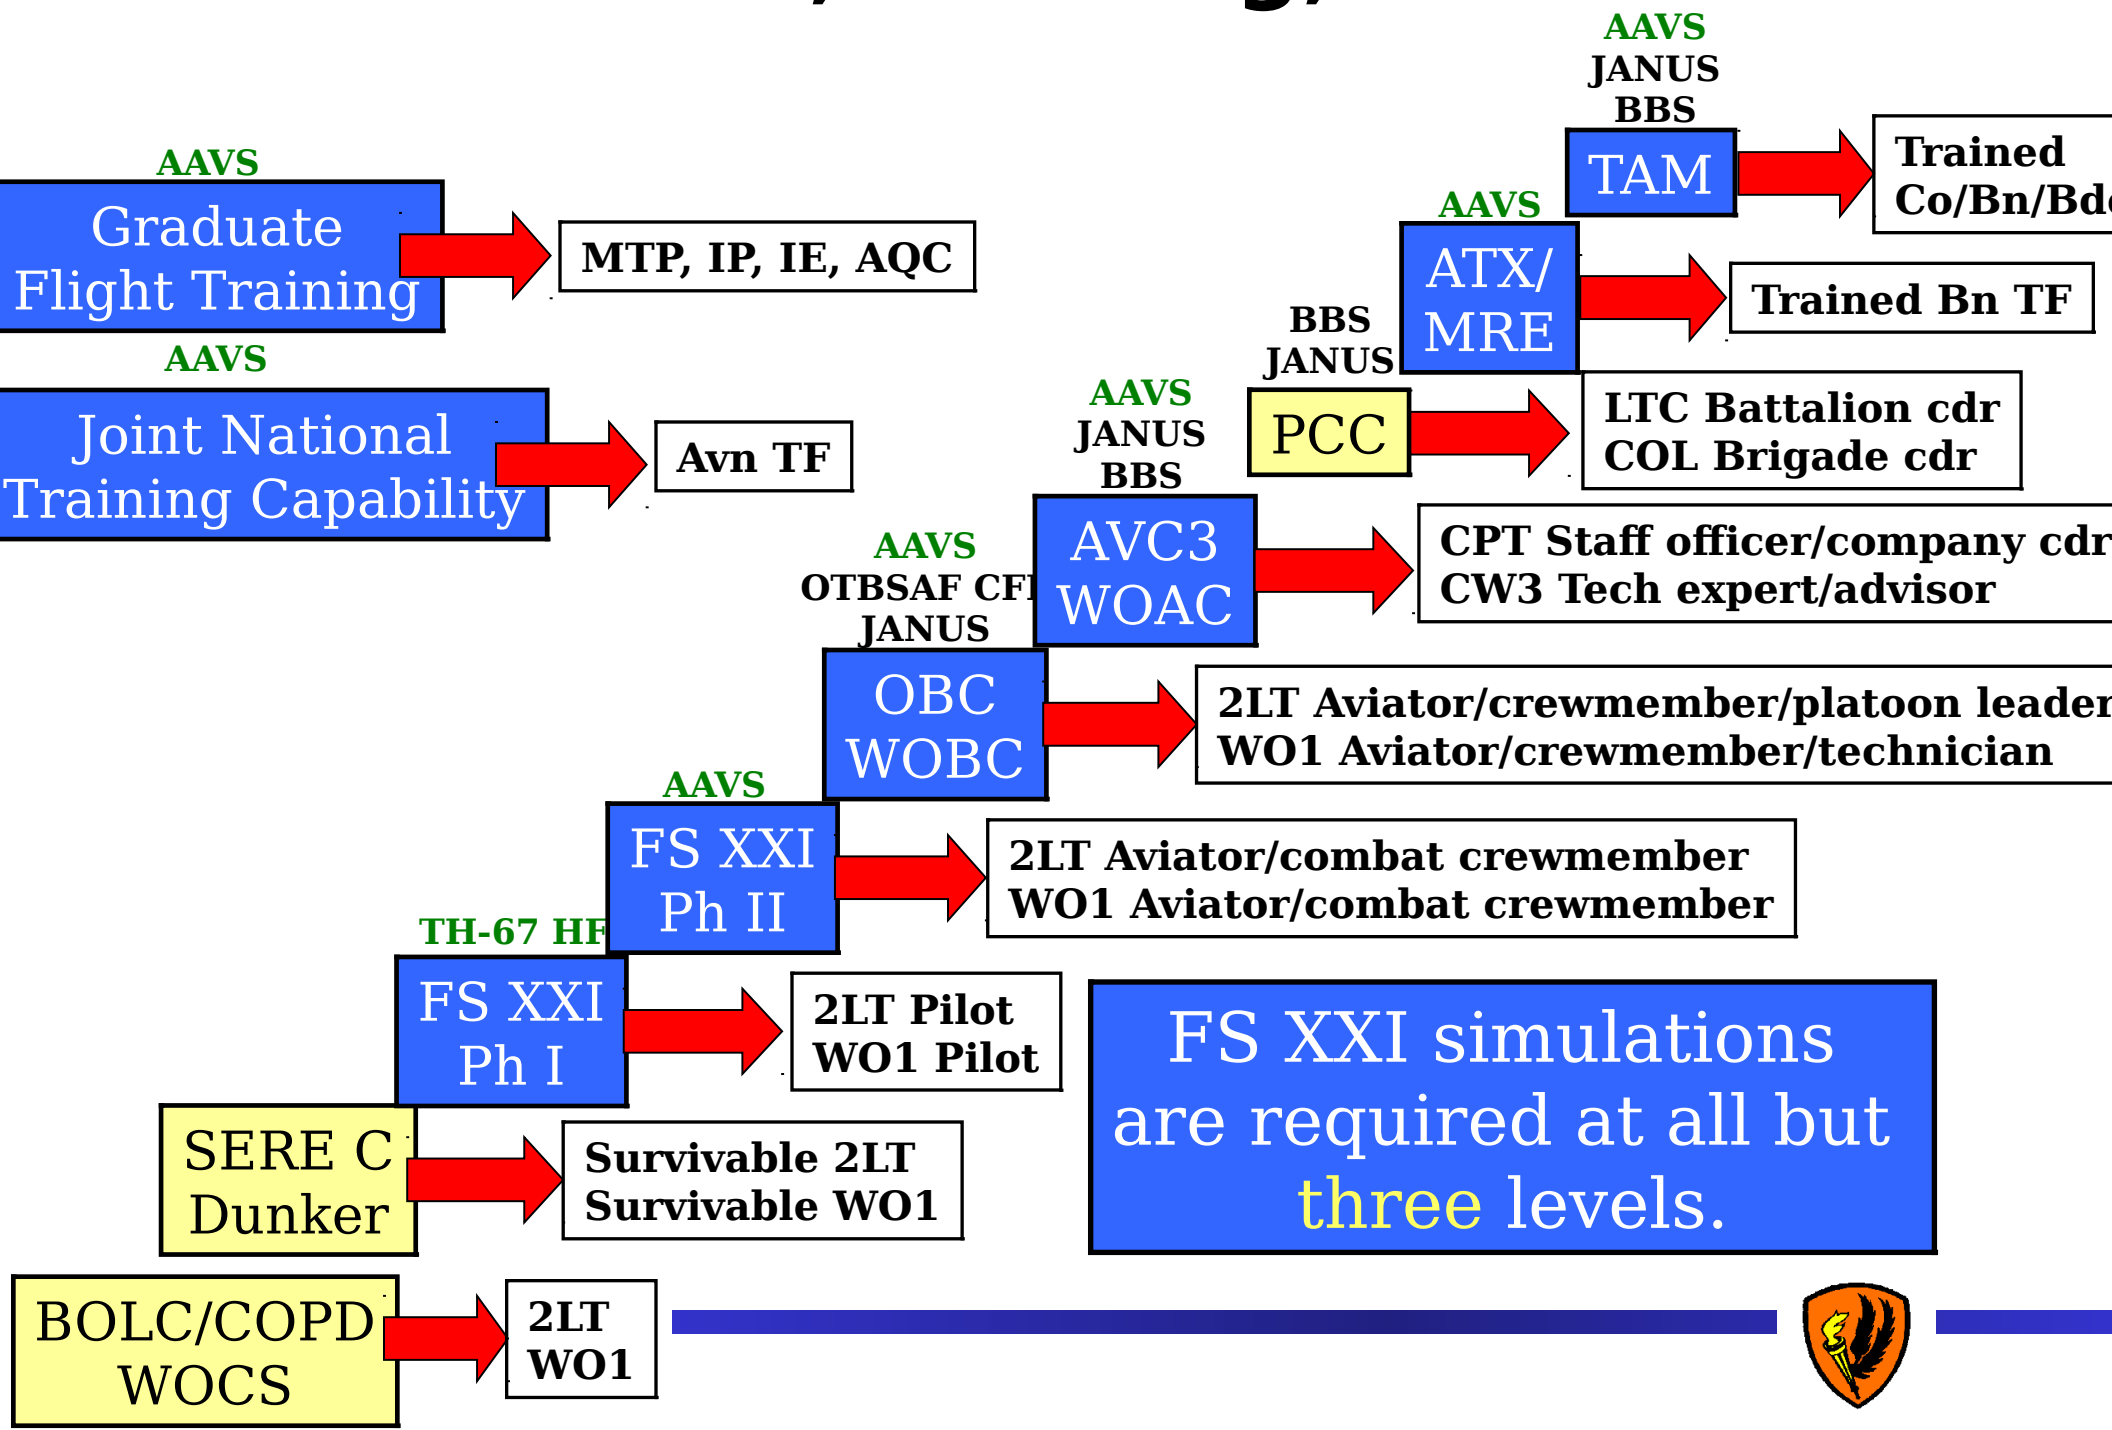 AAVS
JANUS
BBS
TAM
Trained
AAVS
Graduate
Flight Training
MTP, IP, IE, AQC
AAVS
ATX/
MRE
Trained Bn TF
AAVS
Joint National
Training Capability
Avn TF
BBS
JANUS
PCC
LTC Battalion cdr
COL Brigade cdr
AAVS
JANUS
BBS
AVC3
WOAC
CPT Staff officer/company cdr
CW3 Tech expert/advisor
AAVS
OTBSAF
JANUS
OBC
WOBC
2LT Aviator/crewmember/platoon leader
WO1 Aviator/crewmember/technician
AAVS
FS XXI
Ph II
2LT Aviator/combat crewmember
WO1 Aviator/combat crewmember
TH-67
FS XXI
Ph I
2LT Pilot
WO1 Pilot
FS XXI simulations
are required at all but
three levels.
SERE C
Dunker
Survivable 2LT
Survivable WO1
BOLC/COPD
WOCS
2LT
WO1